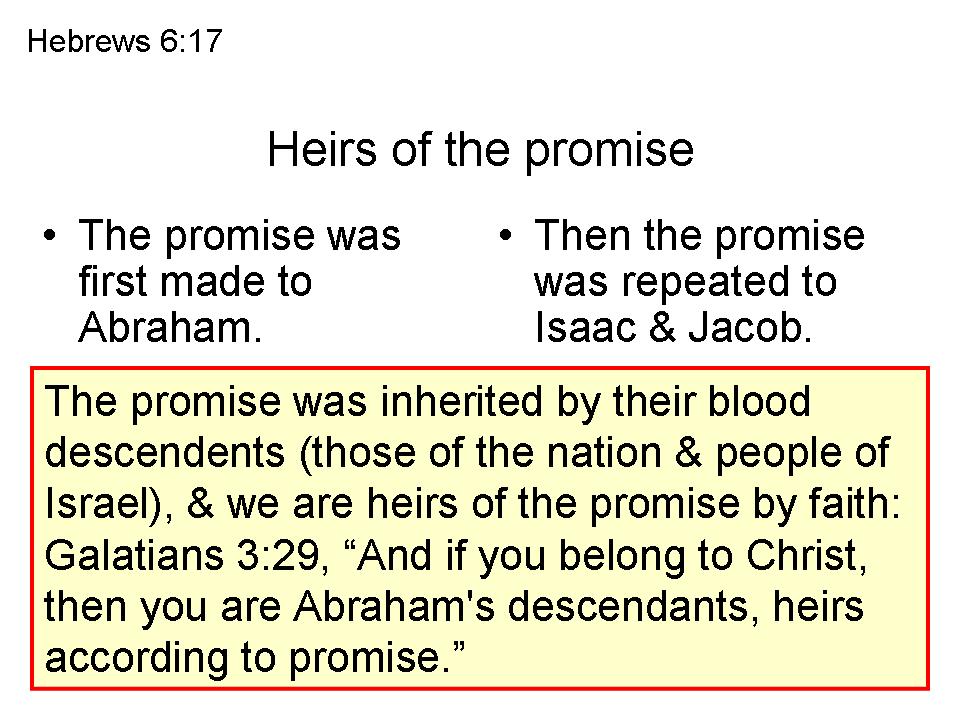 Hebrews 6:17
Heirs of the promise
• The promise was
first made to
Abraham.
• Then the promise
was repeated to
Isaac & Jacob.
The promise was inherited by their blood
descendents (those of the nation & people of
Israel), & we are heirs of the promise by faith:
Galatians 3:29, “And if you belong to Christ,
then you are Abraham's descendants, heirs
according to promise.”